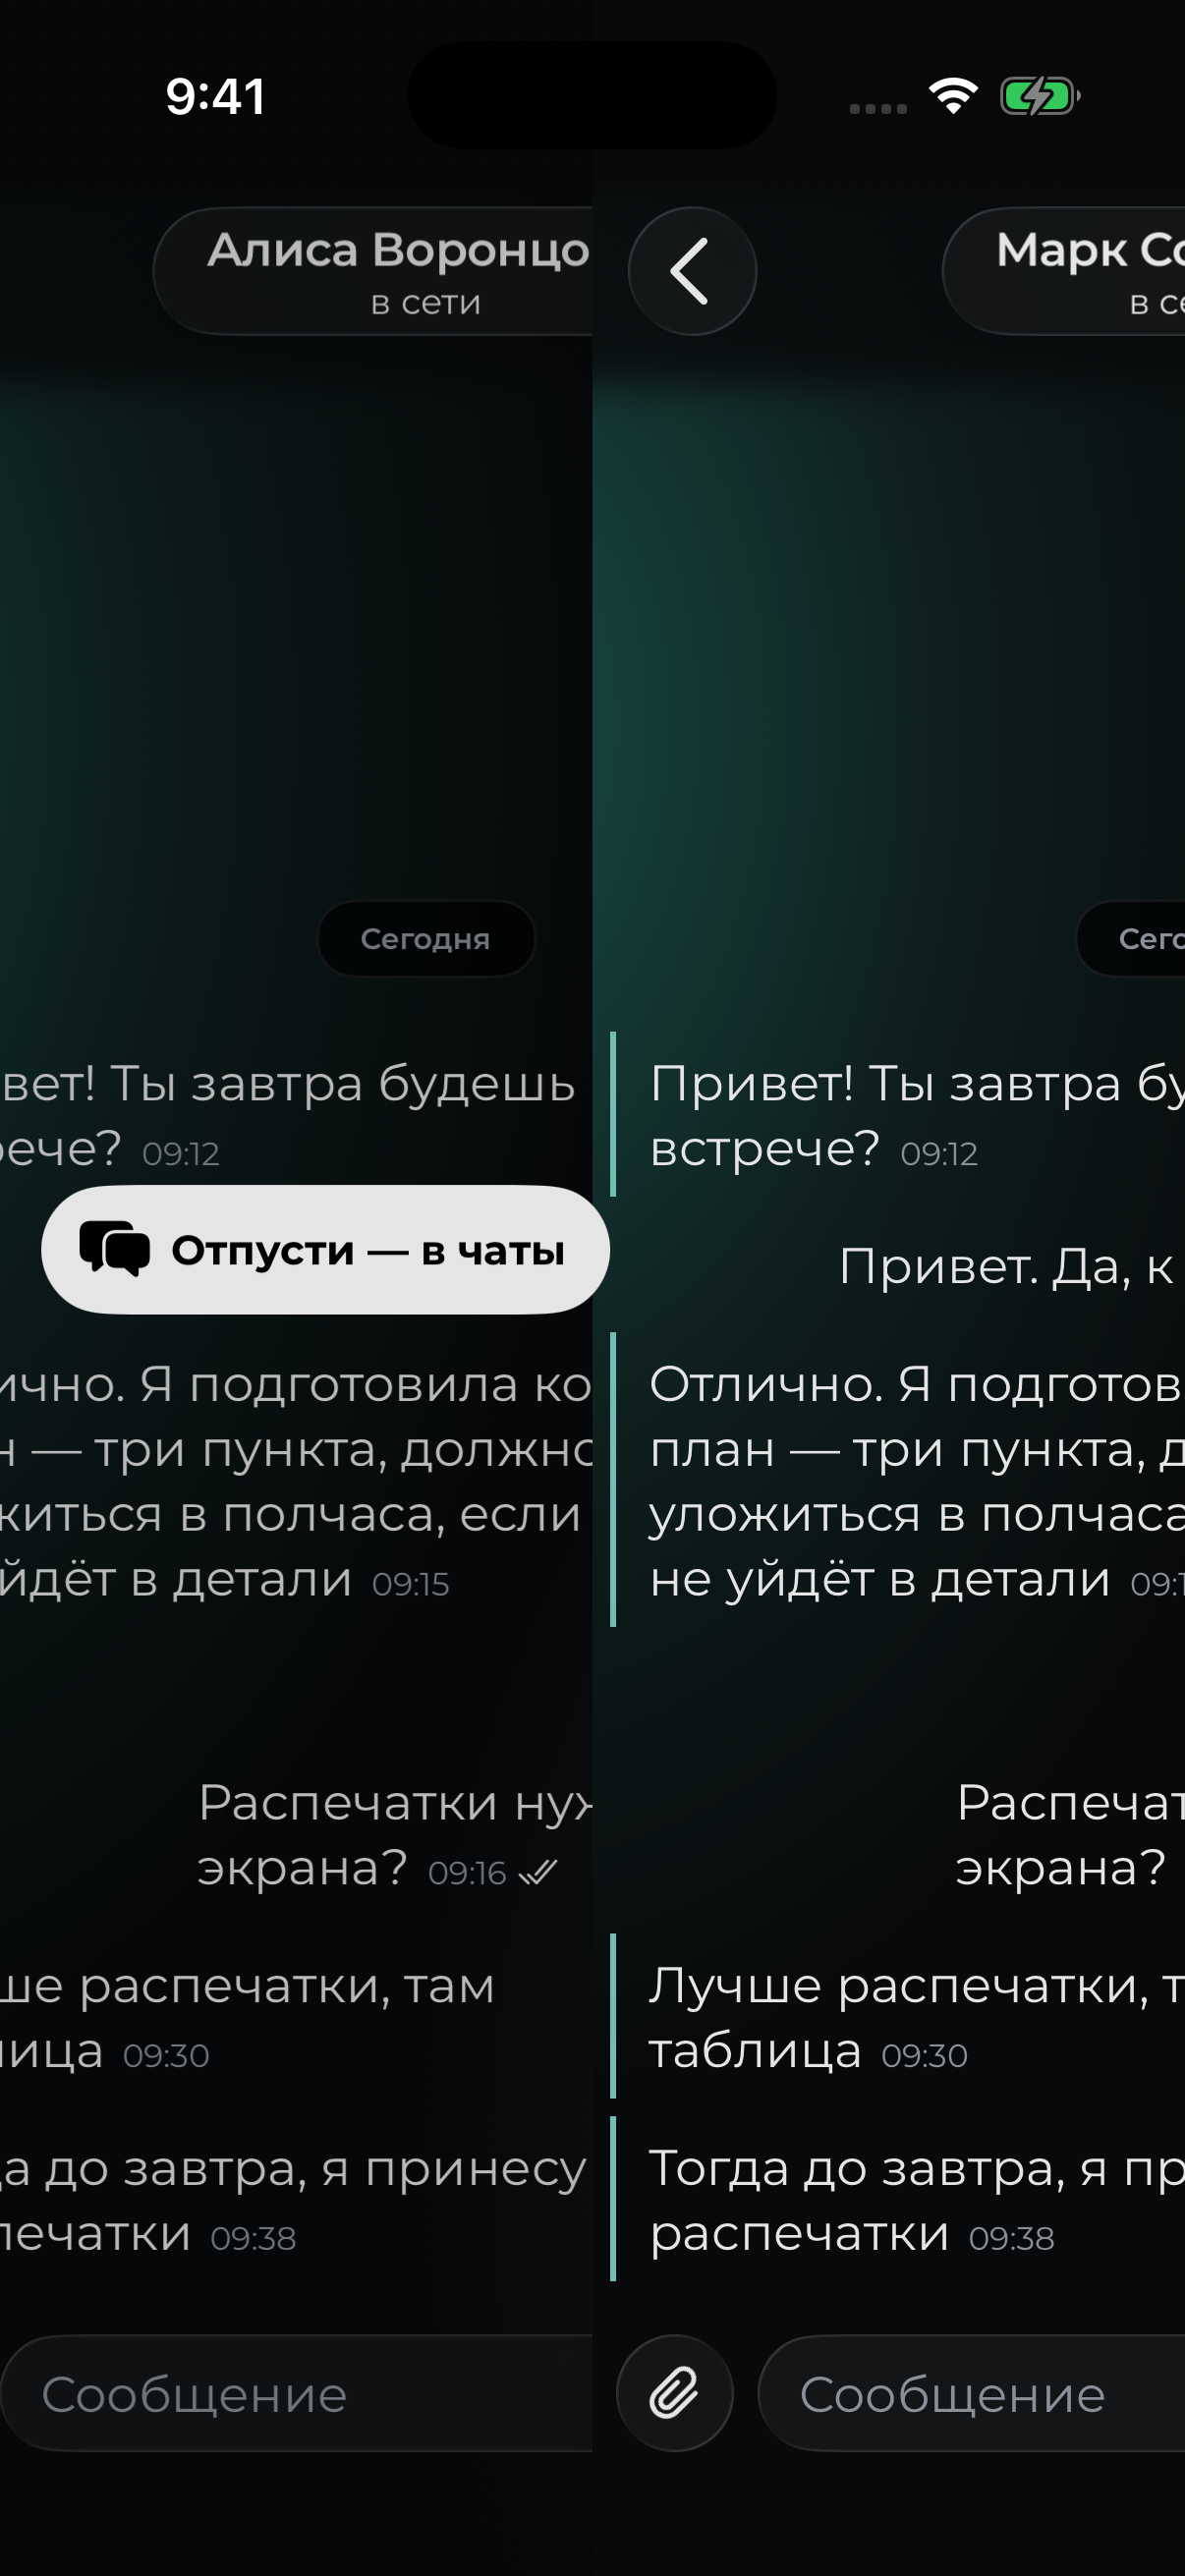 9:41
Алиса Воронцо
в сети
Сегодня
вет! Ты завтра будешь
рече? 09:12
Отпусти — в чаты
ично. Я подготовила ко
н — три пункта, должно
житься в полчаса, если
йдёт в детали 09:15
Распечатки нуж
экрана? 09:16
ше распечатки, там
лица 09:30
да до завтра, я принесу
печатки 09:38
Сообщение
Марк Со
в се
Сего
Привет! Ты завтра бу
встрече? 09:12
Привет. Да, к
Отлично. Я подготов
план — три пункта, д
уложиться в полчаса
не уйдёт в детали 09:1
Распечат
экрана?
Лучше распечатки, т
таблица 09:30
Тогда до завтра, я пр
распечатки 09:38
Сообщение